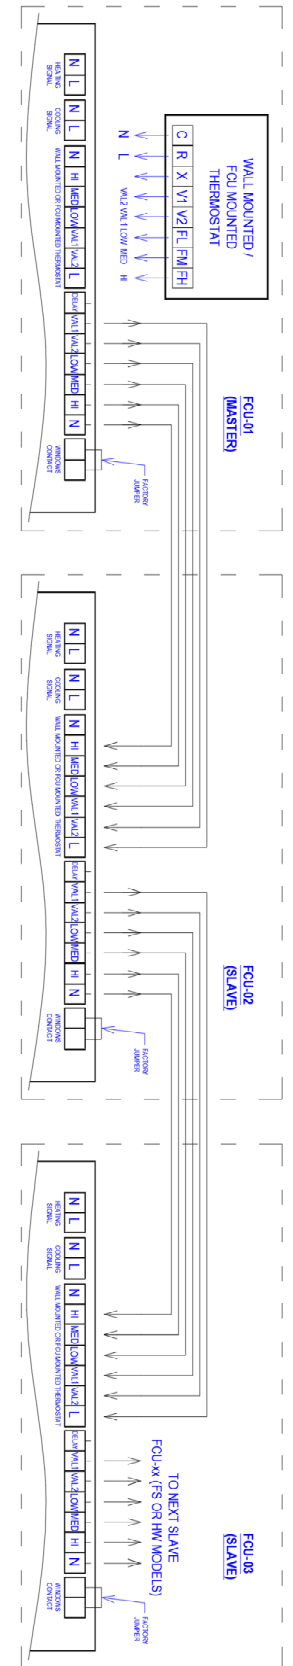 WALL MOUNTED /
FCU MOUNTED
THERMOSTAT
C R X V1 V2 FL FM FH
N L VAL2 VAL1 LOW MED HI
FCU-01
(MASTER)
N L
HEATING
SIGNAL
N L
COOLING
SIGNAL
N HI MED LOW VAL1 VAL2 L
WALL MOUNTED OR FCU MOUNTED THERMOSTAT
DELAY VAL1 VAL2 LOW MED HI N
WINDOWS
CONTACT
FACTORY
JUMPER
FCU-02
(SLAVE)
N L
HEATING
SIGNAL
N L
COOLING
SIGNAL
N HI MED LOW VAL1 VAL2 L
WALL MOUNTED OR FCU MOUNTED THERMOSTAT
DELAY VAL1 VAL2 LOW MED HI N
WINDOWS
CONTACT
FACTORY
JUMPER
FCU-03
(SLAVE)
N L
HEATING
SIGNAL
N L
COOLING
SIGNAL
N HI MED LOW VAL1 VAL2 L
WALL MOUNTED OR FCU MOUNTED THERMOSTAT
DELAY VAL1 VAL2 LOW MED HI N
TO NEXT SLAVE
FCU-xx (FS OR HW MODELS)
WINDOWS
CONTACT
FACTORY
JUMPER